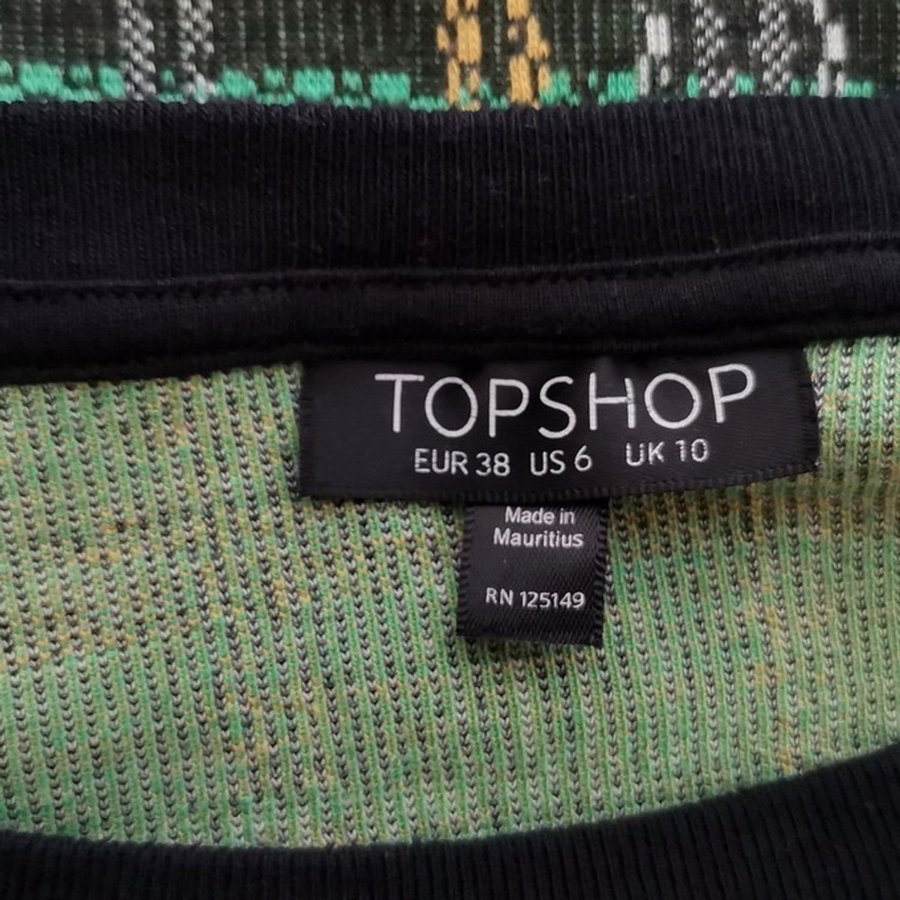 TOPSHOP
EUR 38 US 6 UK 10
Made in
Mauritius
RN 125149